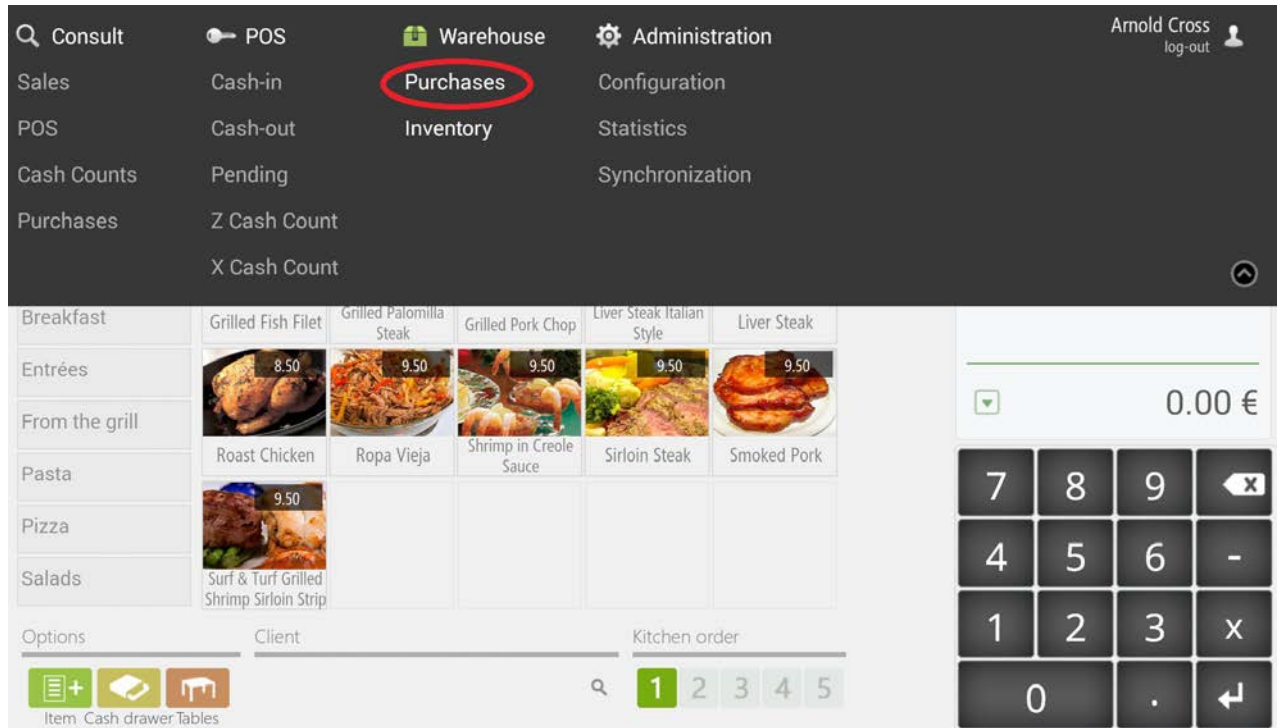 Consult
Sales
POS
Cash Counts
Purchases
POS
Cash-in
Cash-out
Pending
Z Cash Count
X Cash Count
Warehouse
Purchases
Inventory
Administration
Configuration
Statistics
Synchronization
Arnold Cross
log-out
Breakfast
Entrées
From the grill
Pasta
Pizza
Salads
Grilled Fish Filet
Grilled Palomilla
Steak
Grilled Pork Chop
Liver Steak Italian
Style
Liver Steak
8.50
Roast Chicken
9.50
Ropa Vieja
9.50
Shrimp in Creole
Sauce
9.50
Sirloin Steak
9.50
Smoked Pork
9.50
Surf & Turf Grilled
Shrimp Sirloin Strip
0.00 €
7 8 9 x
4 5 6 -
1 2 3 x
0 .
Options
Item
Cash drawer
Tables
Client
Kitchen order
1 2 3 4 5